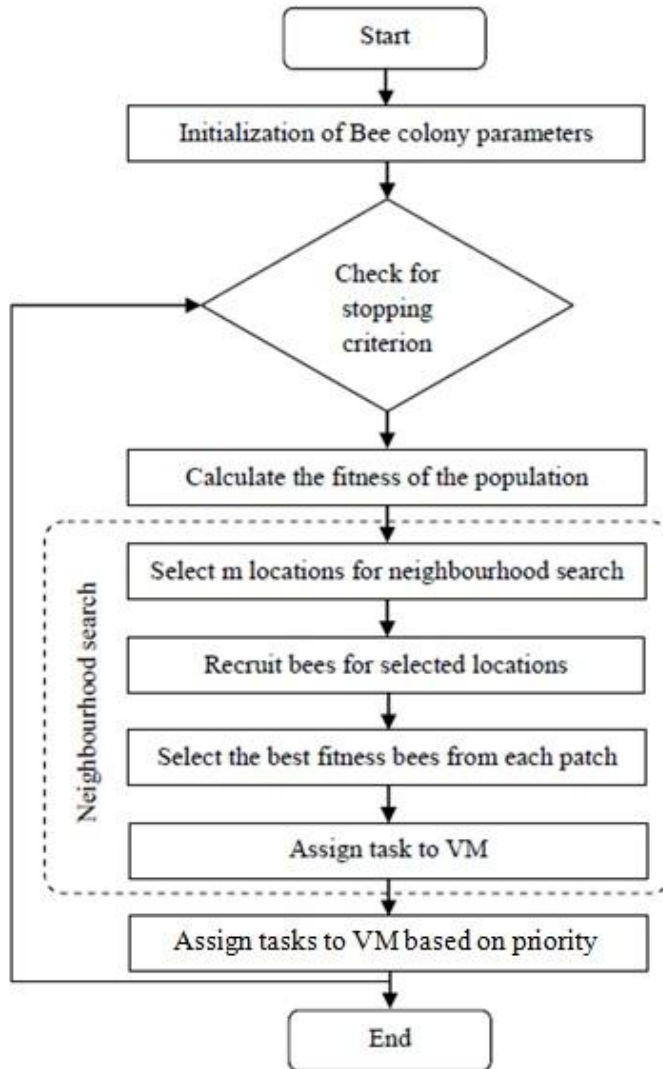 Start
Initialization of Bee colony parameters
Check for
stopping
criterion
Calculate the fitness of the population
Neighbourhood search
Select m locations for neighbourhood search
Recruit bees for selected locations
Select the best fitness bees from each patch
Assign task to VM
Assign tasks to VM based on priority
End